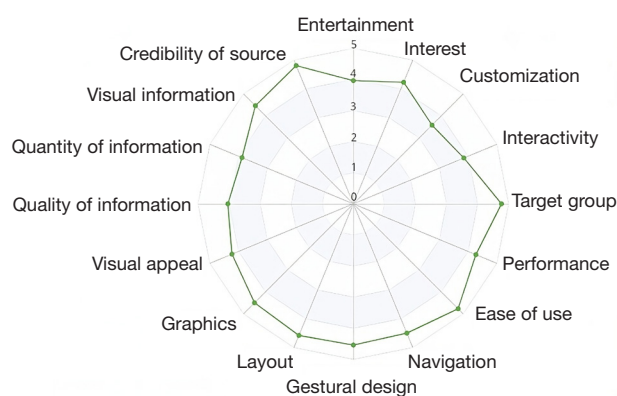 Entertainment
Interest
Customization
Interactivity
Target group
Performance
Ease of use
Navigation
Gestural design
Layout
Graphics
Visual appeal
Quality of information
Quantity of information
Visual information
Credibility of source
5
4
3
2
1
0